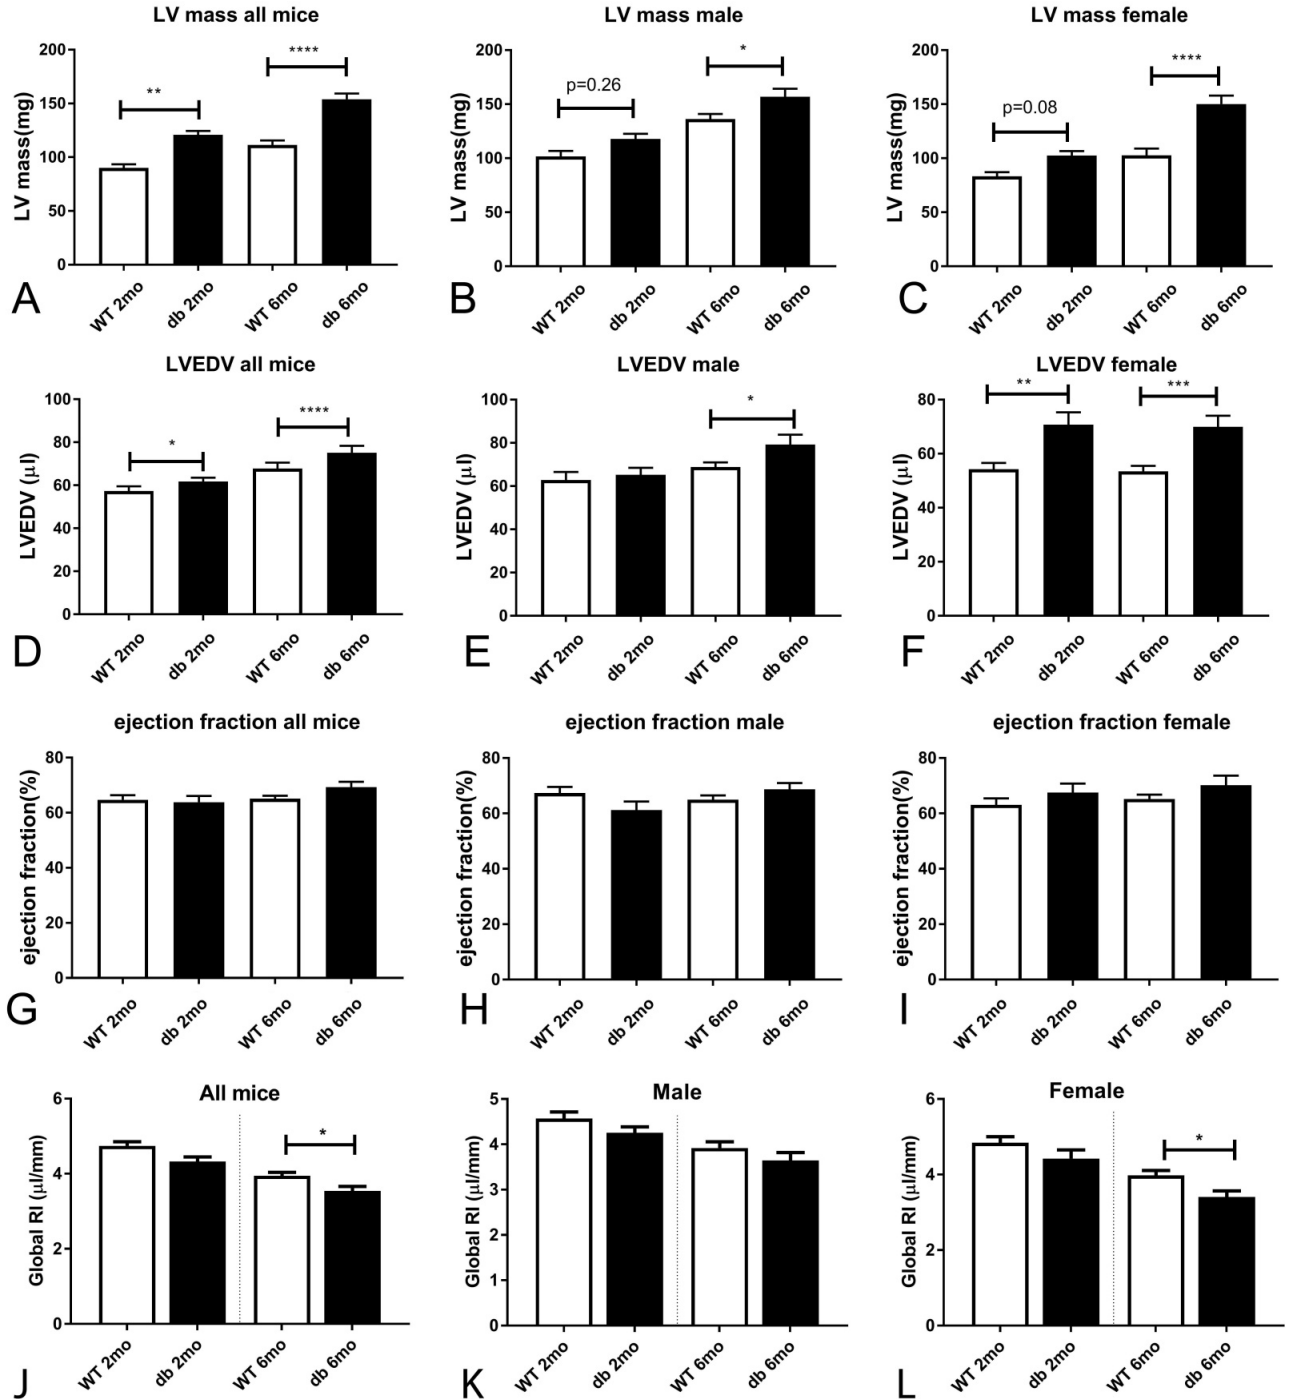 LV mass all mice
LV mass(mg)
200
150
100
50
0
**
****
WT 2mo
db 2mo
WT 6mo
db 6mo
A
LV mass male
LV mass(mg)
200
150
100
50
0
p=0.26
*
WT 2mo
db 2mo
WT 6mo
db 6mo
B
LV mass female
LV mass(mg)
200
150
100
50
0
p=0.08
****
WT 2mo
db 2mo
WT 6mo
db 6mo
C
LVEDV all mice
LVEDV (μl)
100
80
60
40
20
0
*
****
WT 2mo
db 2mo
WT 6mo
db 6mo
D
LVEDV male
LVEDV (μl)
100
80
60
40
20
0
*
WT 2mo
db 2mo
WT 6mo
db 6mo
E
LVEDV female
LVEDV (μl)
80
60
40
20
0
**
***
WT 2mo
db 2mo
WT 6mo
db 6mo
F
ejection fraction all mice
ejection fraction(%)
80
60
40
20
0
WT 2mo
db 2mo
WT 6mo
db 6mo
G
ejection fraction male
ejection fraction(%)
80
60
40
20
0
WT 2mo
db 2mo
WT 6mo
db 6mo
H
ejection fraction female
ejection fraction(%)
80
60
40
20
0
WT 2mo
db 2mo
WT 6mo
db 6mo
I
All mice
Global RI (μl/mm)
6
4
2
0
*
WT 2mo
db 2mo
WT 6mo
db 6mo
J
Male
Global RI (μl/mm)
5
4
3
2
1
0
WT 2mo
db 2mo
WT 6mo
db 6mo
K
Female
Global RI (μl/mm)
6
4
2
0
*
WT 2mo
db 2mo
WT 6mo
db 6mo
L